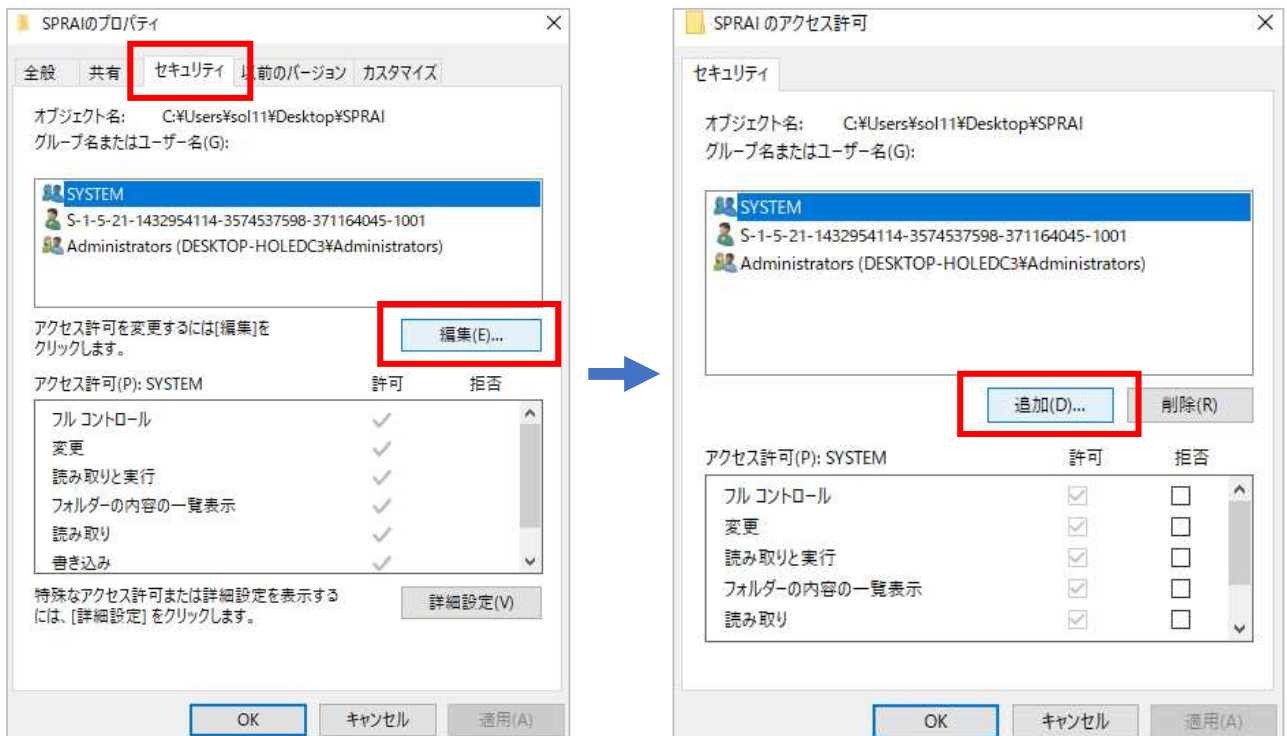 SPRAIのプロパティ
全般 共有 セキュリティ 以前のバージョン カスタマイズ
オブジェクト名: C:¥Users¥sol11¥Desktop¥SPRAI
グループ名またはユーザー名(G):
SYSTEM
S-1-5-21-1432954114-3574537598-371164045-1001
Administrators (DESKTOP-HOLEDC3¥Administrators)
アクセス許可を変更するには[編集]を
クリックします。
編集(E)...
アクセス許可(P): SYSTEM 許可 拒否
フル コントロール
変更
読み取りと実行
フォルダーの内容の一覧表示
読み取り
書き込み
特殊なアクセス許可または詳細設定を表示する
には、[詳細設定] をクリックします。
詳細設定(V)
OK キャンセル 適用(A)
SPRAI のアクセス許可
セキュリティ
オブジェクト名: C:¥Users¥sol11¥Desktop¥SPRAI
グループ名またはユーザー名(G):
SYSTEM
S-1-5-21-1432954114-3574537598-371164045-1001
Administrators (DESKTOP-HOLEDC3¥Administrators)
追加(D)... 削除(R)
アクセス許可(P): SYSTEM 許可 拒否
フル コントロール
変更
読み取りと実行
フォルダーの内容の一覧表示
読み取り
OK キャンセル 適用(A)